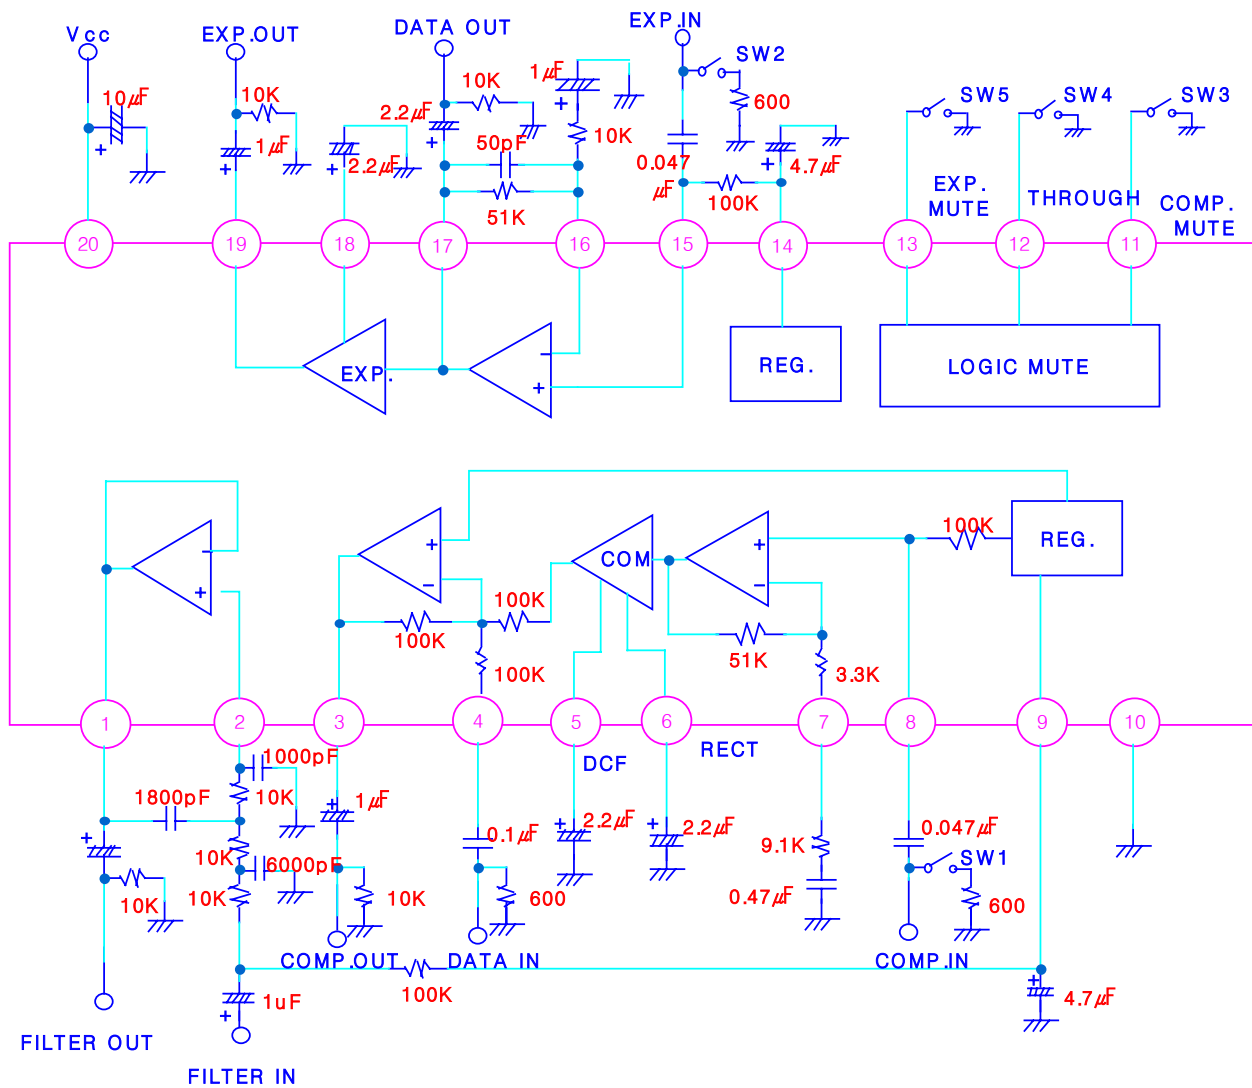 Vcc
EXP.OUT
DATA OUT
EXP.IN
SW2
10µF
10K
1µF
2.2µF
2.2µF
10K
50pF
51K
1µF
10K
0.047
µF
600
100K
4.7µF
SW5
SW4
SW3
EXP.
MUTE
THROUGH
COMP.
MUTE
20
19
18
17
16
15
14
13
12
11
EXP.
-
+
REG.
LOGIC MUTE
-
+
+
-
100K
100K
100K
COM
+
-
51K
3.3K
100K
REG.
1
2
3
4
5
6
7
8
9
10
DCF
RECT
1000pF
10K
1800pF
10K
6000pF
10K
10K
1µF
10K
0.1µF
600
2.2µF
2.2µF
9.1K
0.47µF
0.047µF
SW1
600
COMP.OUT
DATA IN
COMP.IN
100K
1uF
4.7µF
FILTER OUT
FILTER IN